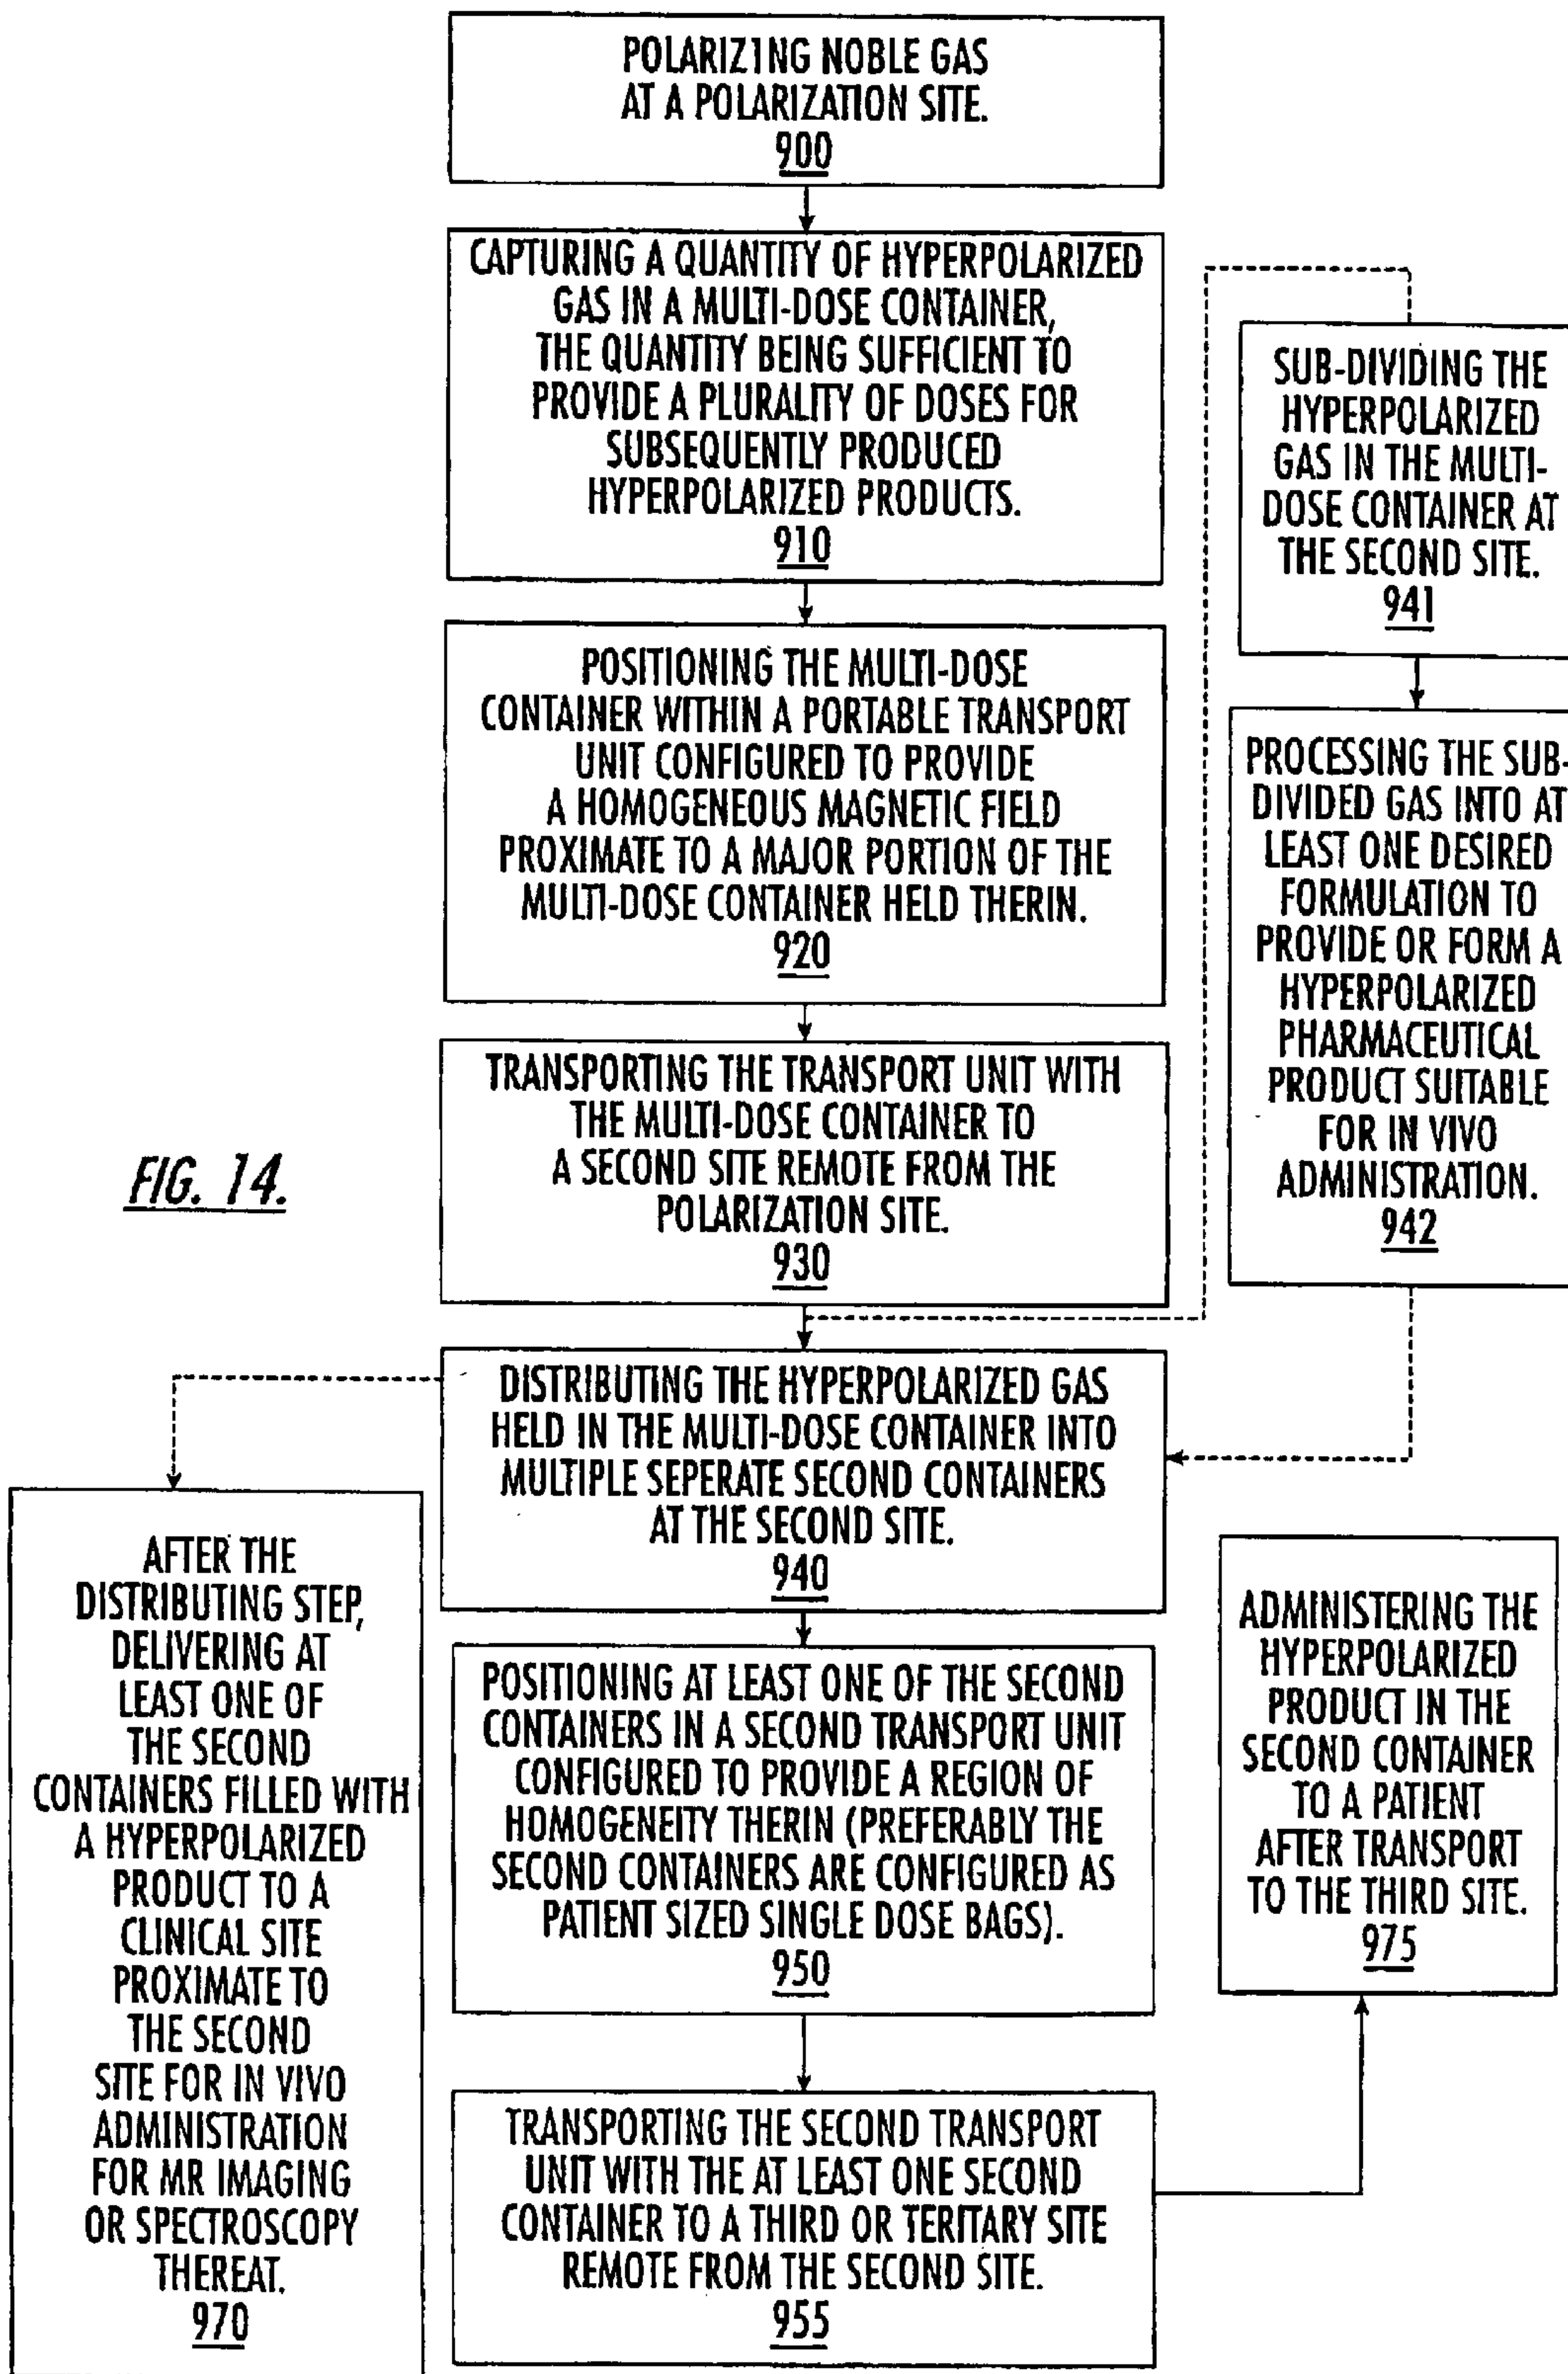 POLARIZING NOBLE GAS
AT A POLARIZATION SITE.
900
CAPTURING A QUANTITY OF HYPERPOLARIZED
GAS IN A MULTI-DOSE CONTAINER,
THE QUANTITY BEING SUFFICIENT TO
PROVIDE A PLURALITY OF DOSES FOR
SUBSEQUENTLY PRODUCED
HYPERPOLARIZED PRODUCTS.
910
POSITIONING THE MULTI-DOSE
CONTAINER WITHIN A PORTABLE TRANSPORT
UNIT CONFIGURED TO PROVIDE
A HOMOGENEOUS MAGNETIC FIELD
PROXIMATE TO A MAJOR PORTION OF THE
MULTI-DOSE CONTAINER HELD THERIN.
920
TRANSPORTING THE TRANSPORT UNIT WITH
THE MULTI-DOSE CONTAINER TO
A SECOND SITE REMOTE FROM THE
POLARIZATION SITE.
930
SUB-DIVIDING THE
HYPERPOLARIZED
GAS IN THE MULTI-
DOSE CONTAINER AT
THE SECOND SITE.
941
PROCESSING THE SUB-
DIVIDED GAS INTO AT
LEAST ONE DESIRED
FORMULATION TO
PROVIDE OR FORM A
HYPERPOLARIZED
PHARMACEUTICAL
PRODUCT SUITABLE
FOR IN VIVO
ADMINISTRATION.
942
FIG. 14.
DISTRIBUTING THE HYPERPOLARIZED GAS
HELD IN THE MULTI-DOSE CONTAINER INTO
MULTIPLE SEPERATE SECOND CONTAINERS
AT THE SECOND SITE.
940
AFTER THE
DISTRIBUTING STEP,
DELIVERING AT
LEAST ONE OF
THE SECOND
CONTAINERS FILLED WITH
A HYPERPOLARIZED
PRODUCT TO A
CLINICAL SITE
PROXIMATE TO
THE SECOND
SITE FOR IN VIVO
ADMINISTRATION
FOR MR IMAGING
OR SPECTROSCOPY
THEREAT.
970
POSITIONING AT LEAST ONE OF THE SECOND
CONTAINERS IN A SECOND TRANSPORT UNIT
CONFIGURED TO PROVIDE A REGION OF
HOMOGENEITY THERIN (PREFERABLY THE
SECOND CONTAINERS ARE CONFIGURED AS
PATIENT SIZED SINGLE DOSE BAGS).
950
TRANSPORTING THE SECOND TRANSPORT
UNIT WITH THE AT LEAST ONE SECOND
CONTAINER TO A THIRD OR TERITARY SITE
REMOTE FROM THE SECOND SITE.
955
ADMINISTERING THE
HYPERPOLARIZED
PRODUCT IN THE
SECOND CONTAINER
TO A PATIENT
AFTER TRANSPORT
TO THE THIRD SITE.
975